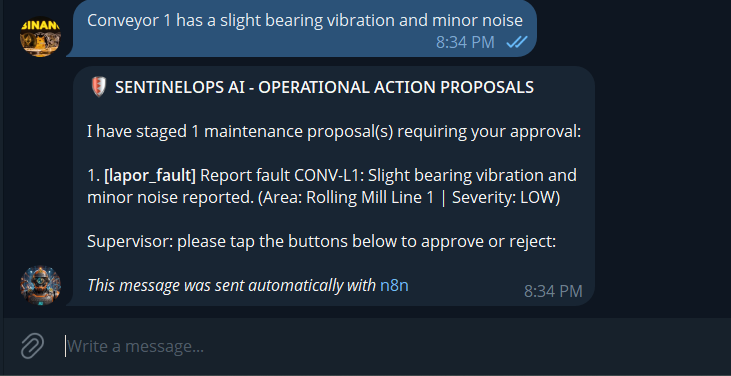 Conveyor 1 has a slight bearing vibration and minor noise
8:34 PM
SENTINELOPS AI - OPERATIONAL ACTION PROPOSALS
I have staged 1 maintenance proposal(s) requiring your approval:
1. [lapor_fault] Report fault CONV-L1: Slight bearing vibration and
minor noise reported. (Area: Rolling Mill Line 1 | Severity: LOW)
Supervisor: please tap the buttons below to approve or reject:
This message was sent automatically with n8n
8:34 PM
Write a message...